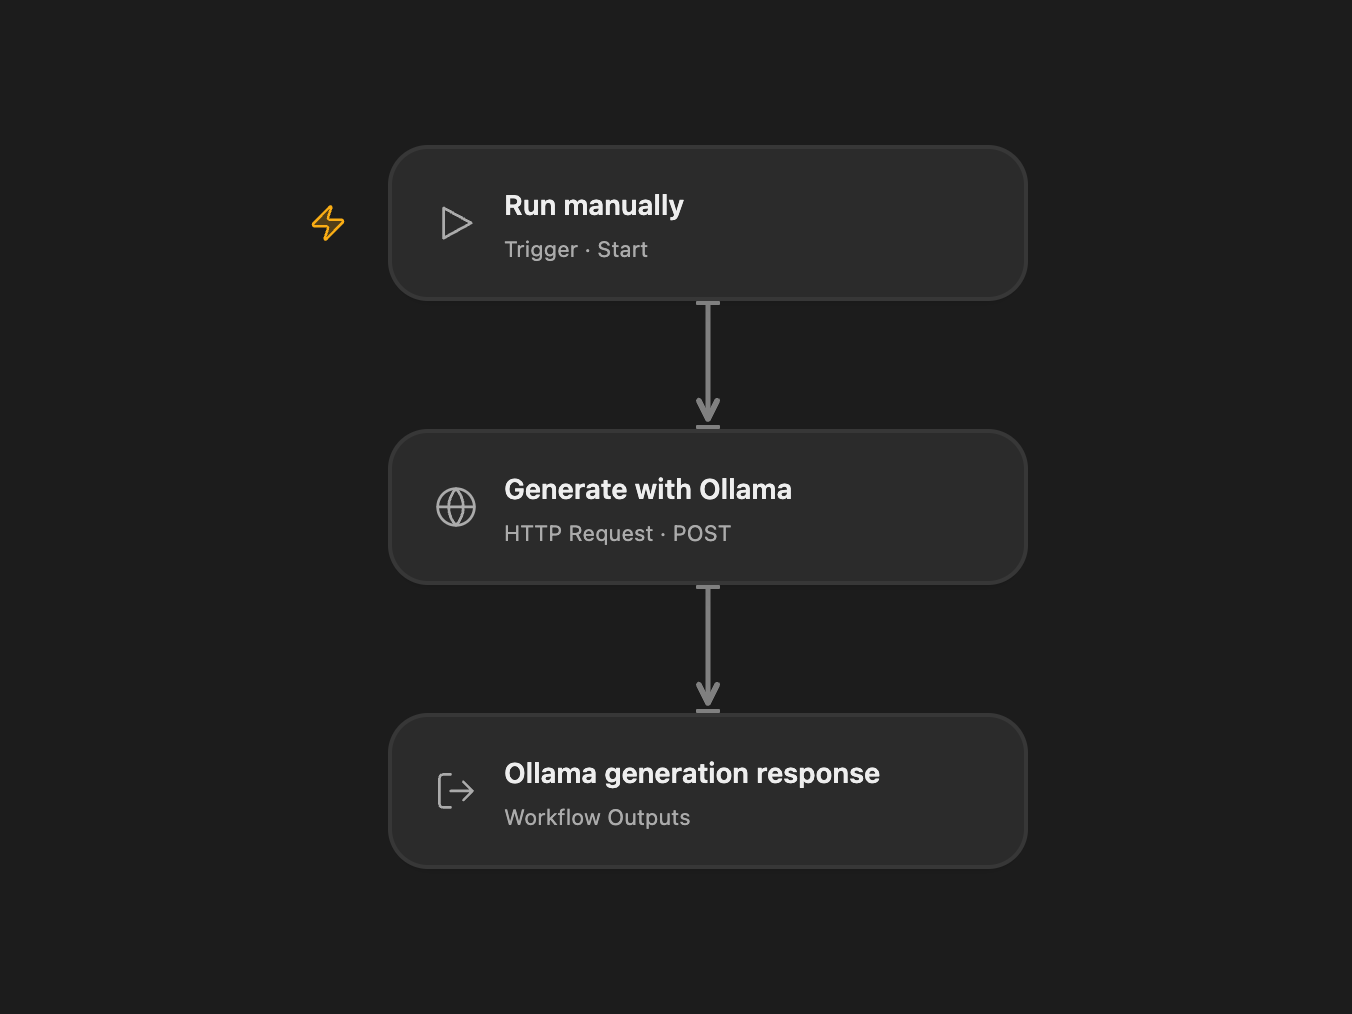 Run manually
Trigger · Start
Generate with Ollama
HTTP Request · POST
Ollama generation response
Workflow Outputs